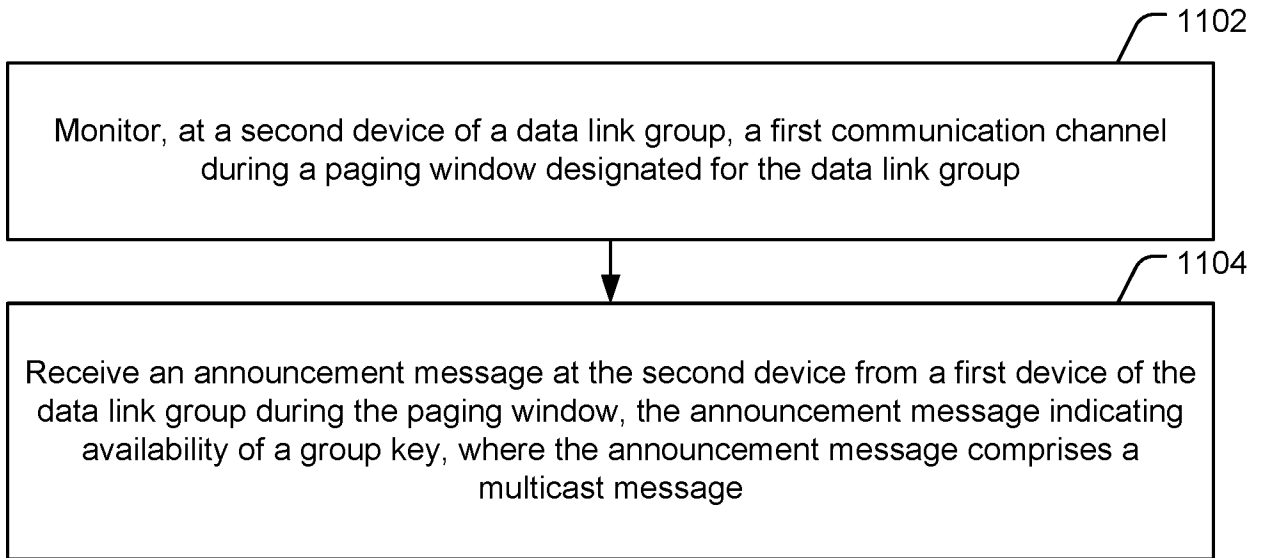 1102
Monitor, at a second device of a data link group, a first communication channel
during a paging window designated for the data link group
1104
Receive an announcement message at the second device from a first device of the
data link group during the paging window, the announcement message indicating
availability of a group key, where the announcement message comprises a
multicast message